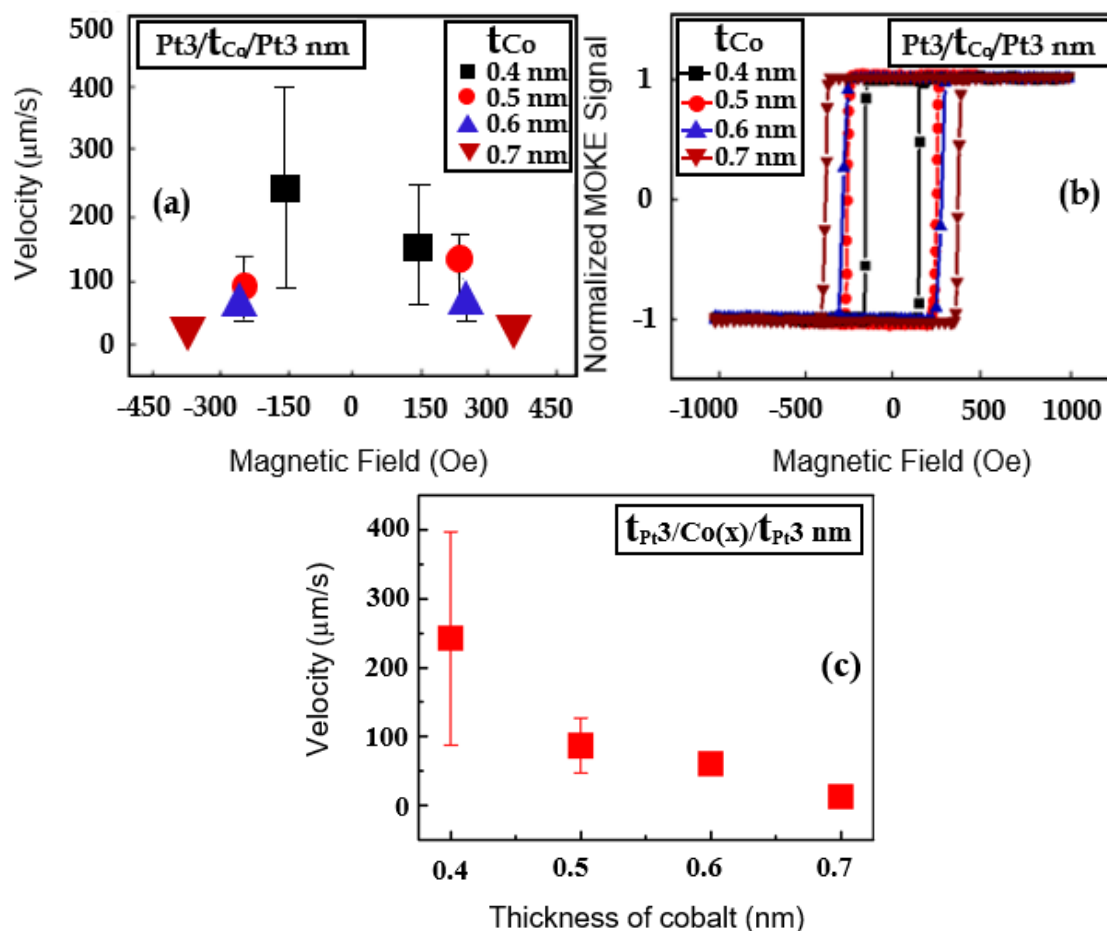 Pt3/tCo/Pt3 nm
tCo
0.4 nm
0.5 nm
0.6 nm
0.7 nm
(a)
Velocity (µm/s)
500
400
300
200
100
0
-450 -300 -150 0 150 300 450
Magnetic Field (Oe)
tCo
0.4 nm
0.5 nm
0.6 nm
0.7 nm
Pt3/tCo/Pt3 nm
(b)
Normalized MOKE Signal
1
0
-1
-1000 -500 0 500 1000
Magnetic Field (Oe)
tPt3/Co(x)/tPt3 nm
(c)
Velocity (µm/s)
400
300
200
100
0
0.4 0.5 0.6 0.7
Thickness of cobalt (nm)